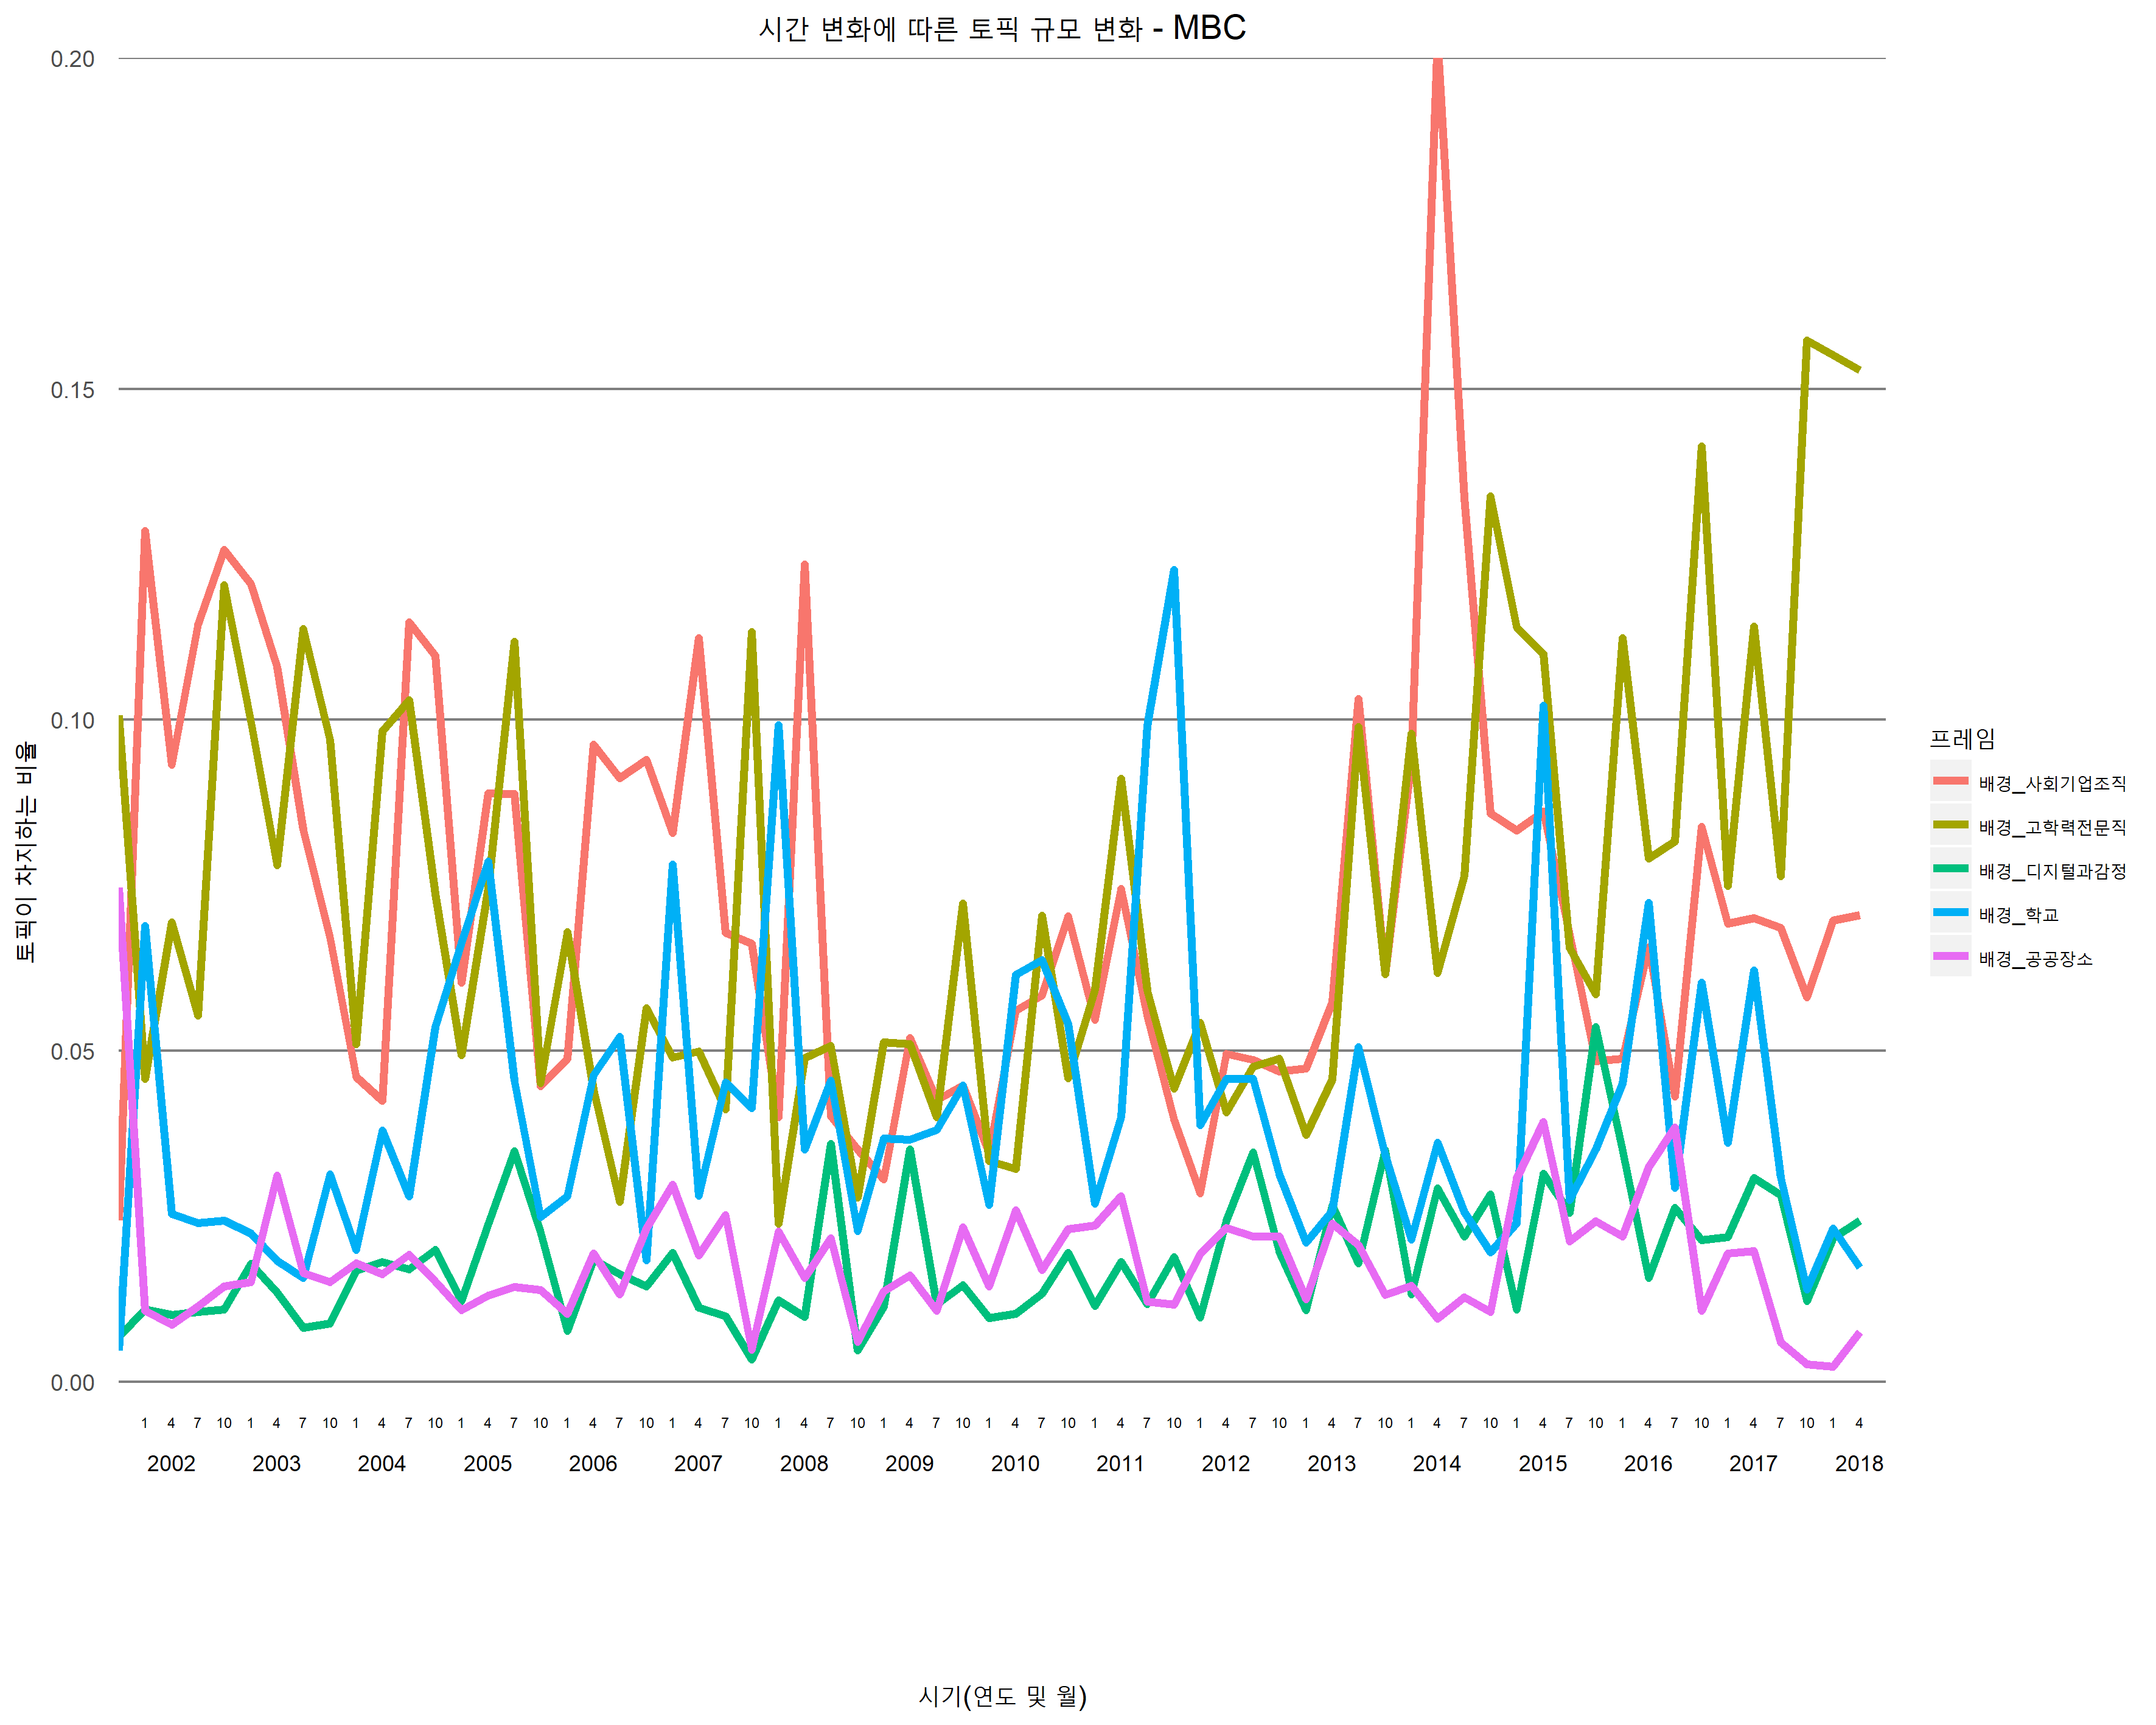 시간 변화에 따른 토픽 규모 변화 - MBC
토픽이 차지하는 비율
0.20
0.15
0.10
0.05
0.00
1 4 7 10 1 4 7 10 1 4 7 10 1 4 7 10 1 4 7 10 1 4 7 10 1 4 7 10 1 4 7 10 1 4 7 10 1 4 7 10 1 4 7 10 1 4 7 10 1 4 7 10 1 4 7 10 1 4 7 10 1 4 7 10 1 4
2002 2003 2004 2005 2006 2007 2008 2009 2010 2011 2012 2013 2014 2015 2016 2017 2018
시기(연도 및 월)
프레임
배경_사회기업조직
배경_고학력전문직
배경_디지털과감정
배경_학교
배경_공공장소